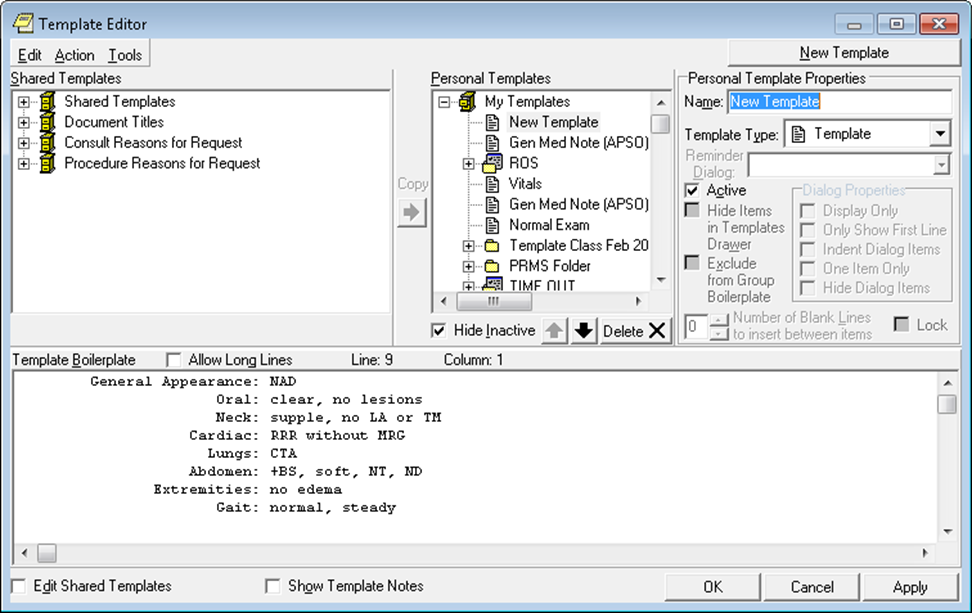 Template Editor
Edit Action Tools
New Template
Shared Templates
Shared Templates
Document Titles
Consult Reasons for Request
Procedure Reasons for Request
Copy
Personal Templates
My Templates
New Template
Gen Med Note (APSO)
ROS
Vitals
Gen Med Note (APSO)
Normal Exam
Template Class Feb 20
PRMS Folder
TIME OUT
Hide Inactive
Delete
Personal Template Properties
Name: New Template
Template Type: Template
Reminder
Dialog:
Active
Hide Items
in Templates
Drawer
Exclude
from Group
Boilerplate
Dialog Properties
Display Only
Only Show First Line
Indent Dialog Items
One Item Only
Hide Dialog Items
0 Number of Blank Lines
to insert between items
Lock
Template Boilerplate Allow Long Lines Line: 9 Column: 1
General Appearance: NAD
Oral: clear, no lesions
Neck: supple, no LA or TM
Cardiac: RRR without MRG
Lungs: CTA
Abdomen: +BS, soft, NT, ND
Extremities: no edema
Gait: normal, steady
Edit Shared Templates Show Template Notes OK Cancel Apply